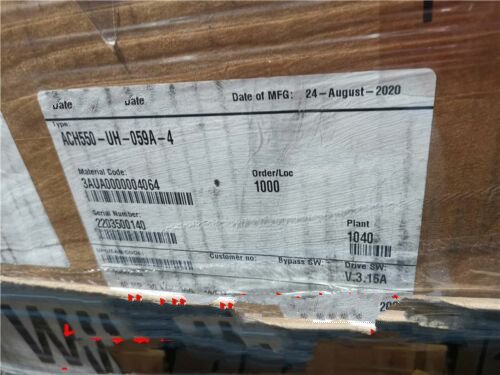 Date Date Date of MFG: 24-August-2020
Type:
ACH550-UH-059A-4
Material Code: Order/Loc
3AUA0000004064 1000
Serial Number: Plant
2203500140 1040
Customer no: Bypass SW: Drive SW:
V.3.16A